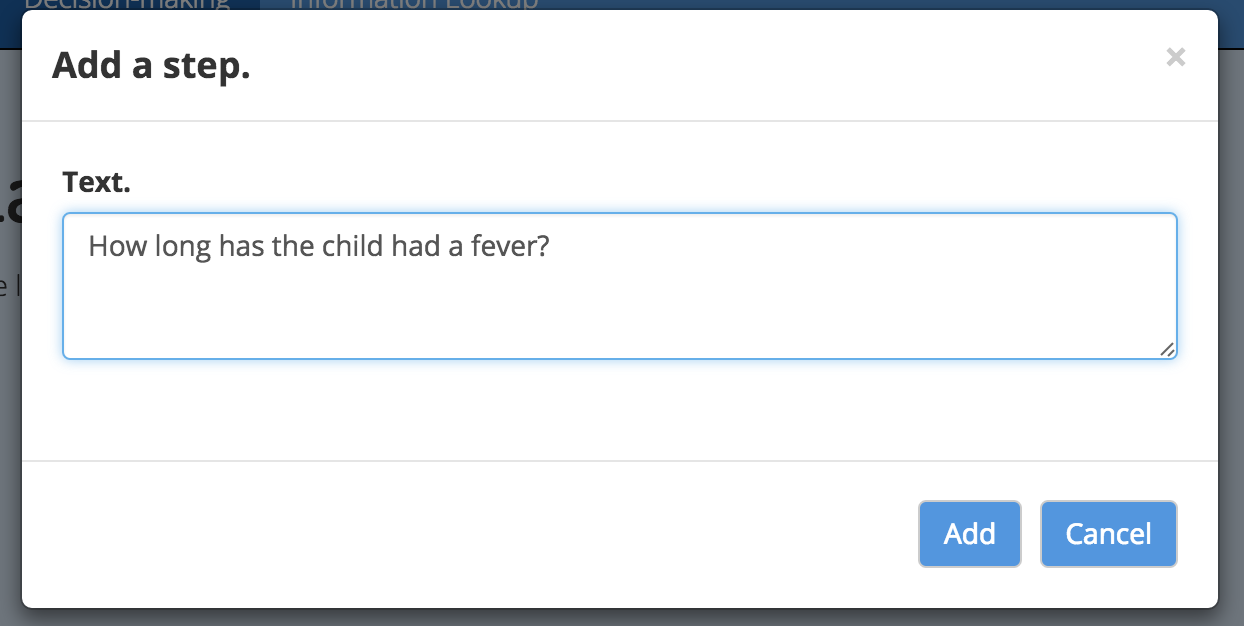 Decision-making Information Lookup
Add a step.
×
Text.
How long has the child had a fever?
Add Cancel